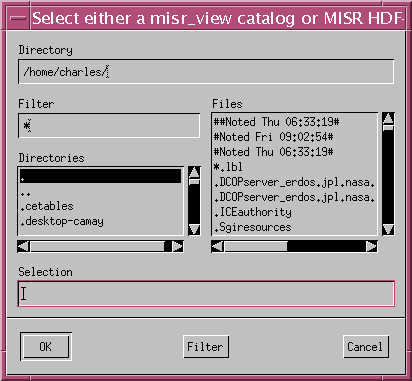 Select either a misr_view catalog or MISR HDF-
Directory
/home/charles/
Filter
*
Directories
.
..
.cetables
.desktop-camay
Files
##Noted Thu 06:33:19#
#Noted Fri 09:02:54#
#Noted Thu 06:33:19#
*.lbl
.DCOPserver_erdos.jpl.nasa.
.DCOPserver_erdos.jpl.nasa.
.ICEauthority
.Sgiresources
Selection
OK
Filter
Cancel